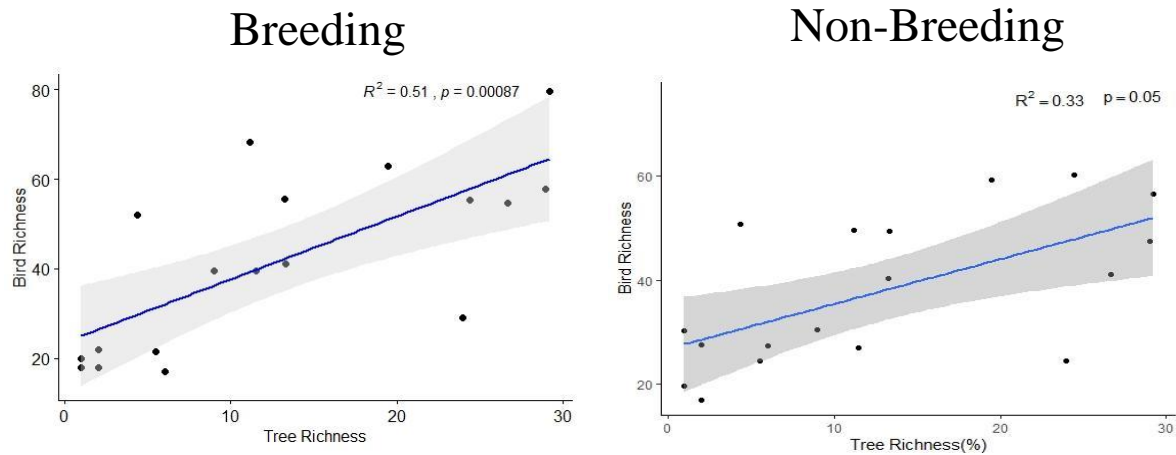 Breeding
R² = 0.51 , p = 0.00087
80
60
40
20
0
10
20
30
Bird Richness
Tree Richness
Non-Breeding
R² = 0.33 p = 0.05
60
40
20
0
10
20
30
Bird Richness
Tree Richness(%)